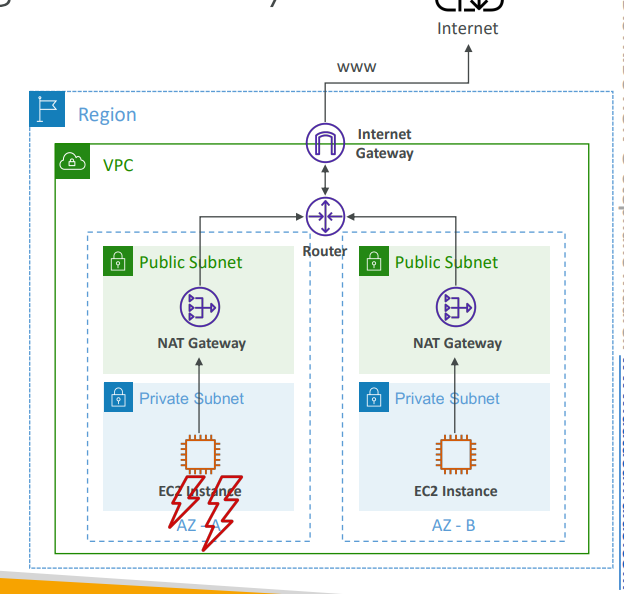 Internet
www
Region
Internet
Gateway
VPC
Router
Public Subnet
Public Subnet
NAT Gateway
NAT Gateway
Private Subnet
Private Subnet
EC2 Instance
EC2 Instance
AZ - A
AZ - B